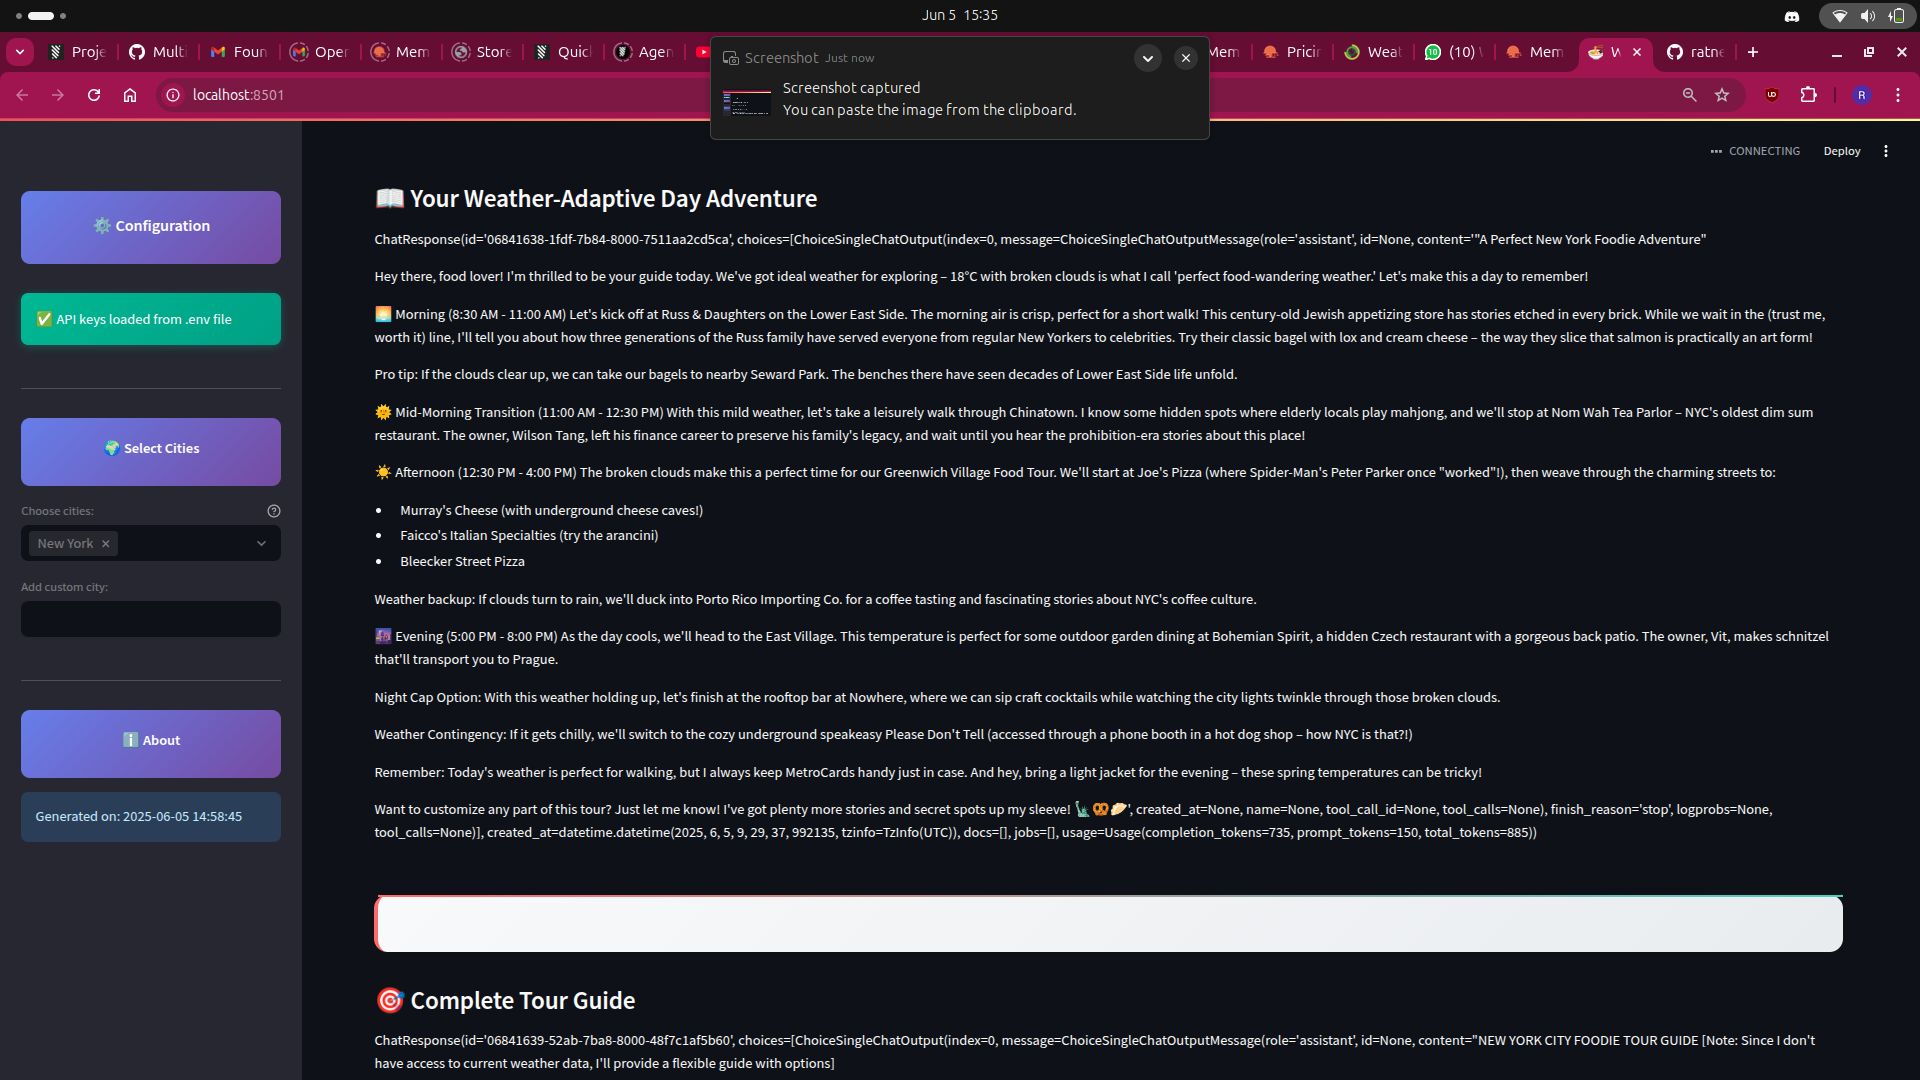 Jun 5 15:35
Proje
Multi
Foun
Oper
Mem
Store
Quic
Agen
Mem
Prici
Weat
(10)
Mem
W
ratne
Screenshot Just now
Screenshot captured
You can paste the image from the clipboard.
localhost:8501
R
CONNECTING
Deploy
⚙️ Configuration
✅ API keys loaded from .env file
🌍 Select Cities
Choose cities:
New York
Add custom city:
ℹ️ About
Generated on: 2025-06-05 14:58:45
📖 Your Weather-Adaptive Day Adventure
ChatResponse(id='06841638-1fdf-7b84-8000-7511aa2cd5ca', choices=[ChoiceSingleChatOutput(index=0, message=ChoiceSingleChatOutputMessage(role='assistant', id=None, content='"A Perfect New York Foodie Adventure"
Hey there, food lover! I'm thrilled to be your guide today. We've got ideal weather for exploring – 18°C with broken clouds is what I call 'perfect food-wandering weather.' Let's make this a day to remember!
🌅 Morning (8:30 AM - 11:00 AM) Let's kick off at Russ & Daughters on the Lower East Side. The morning air is crisp, perfect for a short walk! This century-old Jewish appetizing store has stories etched in every brick. While we wait in the (trust me,
worth it) line, I'll tell you about how three generations of the Russ family have served everyone from regular New Yorkers to celebrities. Try their classic bagel with lox and cream cheese – the way they slice that salmon is practically an art form!
Pro tip: If the clouds clear up, we can take our bagels to nearby Seward Park. The benches there have seen decades of Lower East Side life unfold.
🌞 Mid-Morning Transition (11:00 AM - 12:30 PM) With this mild weather, let's take a leisurely walk through Chinatown. I know some hidden spots where elderly locals play mahjong, and we'll stop at Nom Wah Tea Parlor – NYC's oldest dim sum
restaurant. The owner, Wilson Tang, left his finance career to preserve his family's legacy, and wait until you hear the prohibition-era stories about this place!
☀️ Afternoon (12:30 PM - 4:00 PM) The broken clouds make this a perfect time for our Greenwich Village Food Tour. We'll start at Joe's Pizza (where Spider-Man's Peter Parker once "worked"!), then weave through the charming streets to:
• Murray's Cheese (with underground cheese caves!)
• Faicco's Italian Specialties (try the arancini)
• Bleecker Street Pizza
Weather backup: If clouds turn to rain, we'll duck into Porto Rico Importing Co. for a coffee tasting and fascinating stories about NYC's coffee culture.
🌆 Evening (5:00 PM - 8:00 PM) As the day cools, we'll head to the East Village. This temperature is perfect for some outdoor garden dining at Bohemian Spirit, a hidden Czech restaurant with a gorgeous back patio. The owner, Vit, makes schnitzel
that'll transport you to Prague.
Night Cap Option: With this weather holding up, let's finish at the rooftop bar at Nowhere, where we can sip craft cocktails while watching the city lights twinkle through those broken clouds.
Weather Contingency: If it gets chilly, we'll switch to the cozy underground speakeasy Please Don't Tell (accessed through a phone booth in a hot dog shop – how NYC is that?!)
Remember: Today's weather is perfect for walking, but I always keep MetroCards handy just in case. And hey, bring a light jacket for the evening – these spring temperatures can be tricky!
Want to customize any part of this tour? Just let me know! I've got plenty more stories and secret spots up my sleeve! 🗽🥨🥟', created_at=None, name=None, tool_call_id=None, tool_calls=None), finish_reason='stop', logprobs=None,
tool_calls=None)], created_at=datetime.datetime(2025, 6, 5, 9, 29, 37, 992135, tzinfo=TzInfo(UTC)), docs=[], jobs=[], usage=Usage(completion_tokens=735, prompt_tokens=150, total_tokens=885))
🎯 Complete Tour Guide
ChatResponse(id='06841639-52ab-7ba8-8000-48f7c1af5b60', choices=[ChoiceSingleChatOutput(index=0, message=ChoiceSingleChatOutputMessage(role='assistant', id=None, content="NEW YORK CITY FOODIE TOUR GUIDE [Note: Since I don't
have access to current weather data, I'll provide a flexible guide with options]